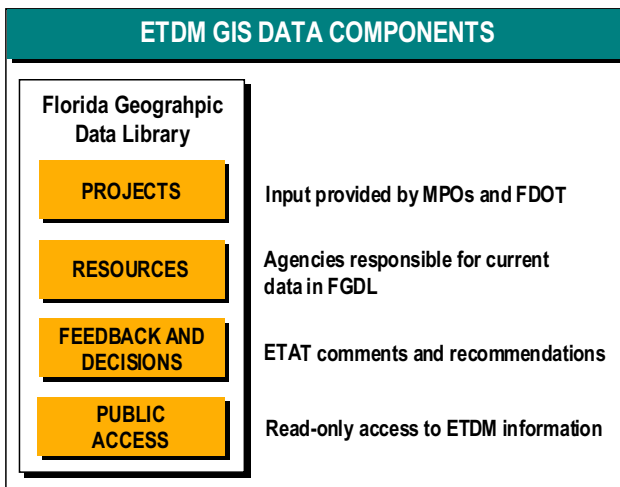 ETDM GIS DATA COMPONENTS
Florida Geograhpic
Data Library
PROJECTS
Input provided by MPOs and FDOT
RESOURCES
Agencies responsible for current
data in FGDL
FEEDBACK AND
DECISIONS
ETAT comments and recommendations
PUBLIC
ACCESS
Read-only access to ETDM information